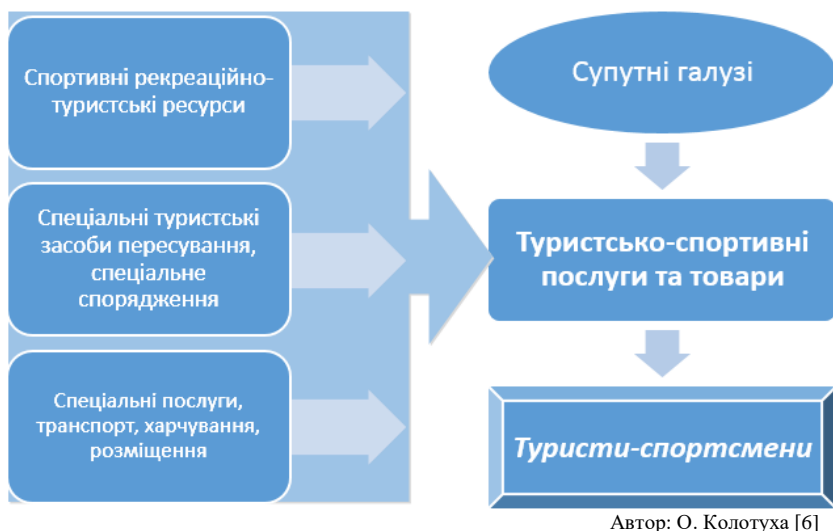 Спортивні рекреаційно-
туристські ресурси
Спеціальні туристські
засоби пересування,
спеціальне
спорядження
Спеціальні послуги,
транспорт, харчування,
розміщення
Супутні галузі
Туристсько-спортивні
послуги та товари
Туристи-спортсмени
Автор: О. Колотуха [6]